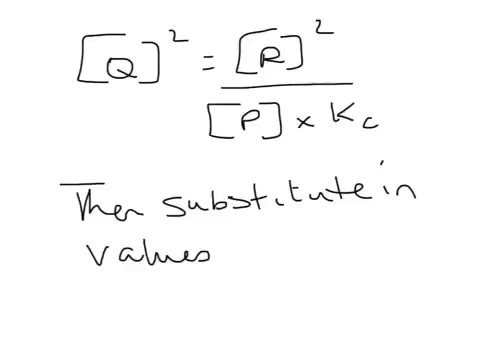 [Q]² = [R]²
[P] × Kc
Then substitute in
values